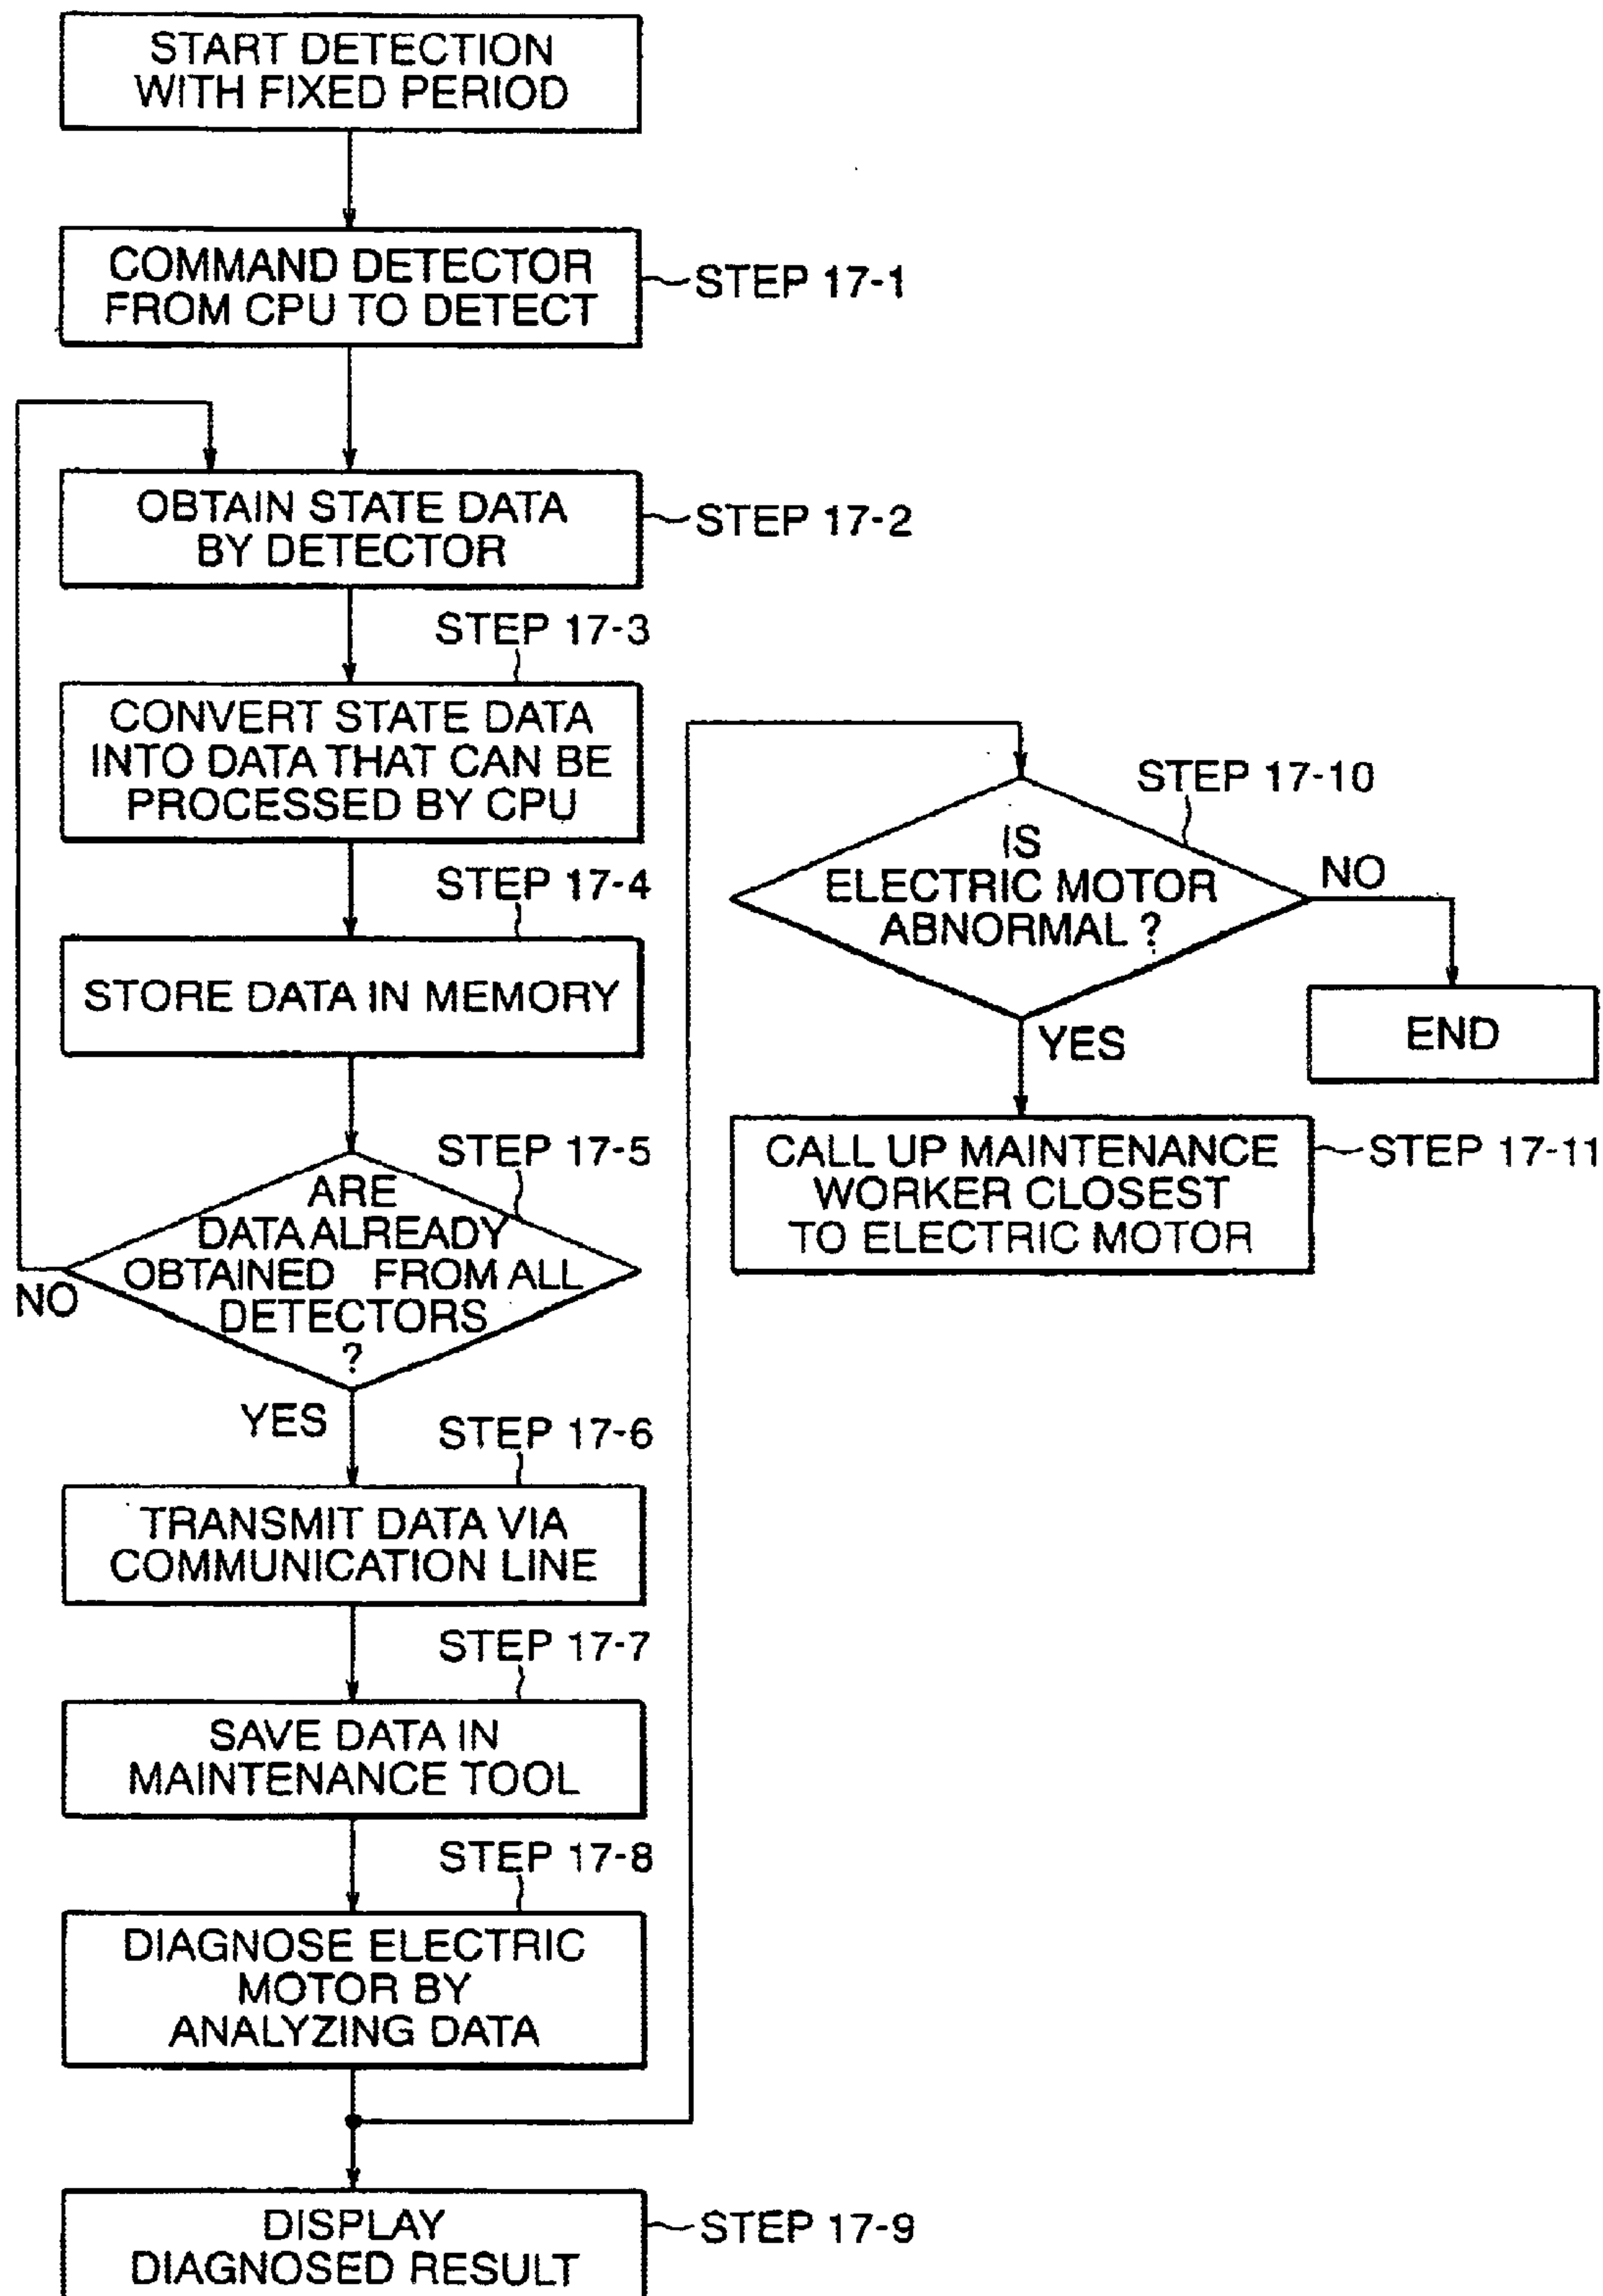 START DETECTION
WITH FIXED PERIOD
COMMAND DETECTOR
FROM CPU TO DETECT
STEP 17-1
OBTAIN STATE DATA
BY DETECTOR
STEP 17-2
STEP 17-3
CONVERT STATE DATA
INTO DATA THAT CAN BE
PROCESSED BY CPU
STEP 17-4
STORE DATA IN MEMORY
STEP 17-5
ARE
DATA ALREADY
OBTAINED FROM ALL
DETECTORS
?
NO
YES
STEP 17-6
TRANSMIT DATA VIA
COMMUNICATION LINE
STEP 17-7
SAVE DATA IN
MAINTENANCE TOOL
STEP 17-8
DIAGNOSE ELECTRIC
MOTOR BY
ANALYZING DATA
DISPLAY
DIAGNOSED RESULT
STEP 17-9
STEP 17-10
IS
ELECTRIC MOTOR
ABNORMAL ?
NO
END
YES
CALL UP MAINTENANCE
WORKER CLOSEST
TO ELECTRIC MOTOR
STEP 17-11